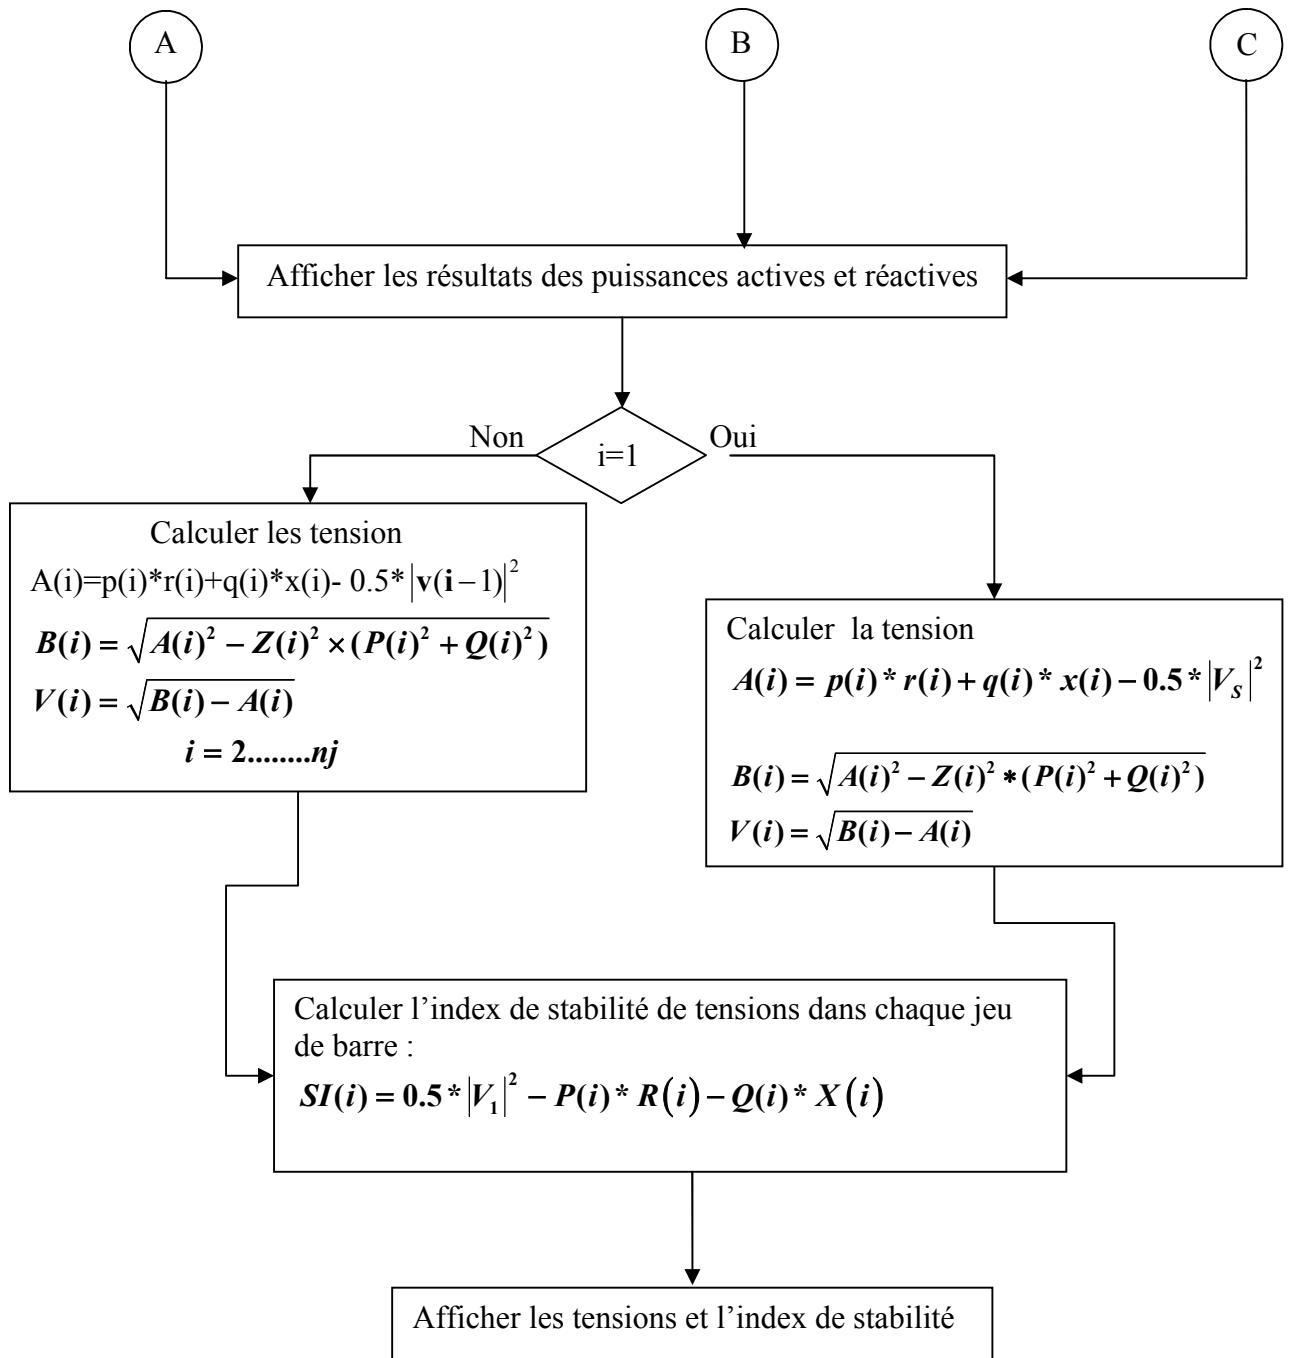 A
B
C
Afficher les résultats des puissances actives et réactives
Non
Oui
i=1
Calculer les tension
A(i)=p(i)*r(i)+q(i)*x(i)- 0.5*|v(i−1)|²
B(i) = √(A(i)² − Z(i)² × (P(i)² + Q(i)²))
V(i) = √(B(i) − A(i))
i = 2........nj
Calculer la tension
A(i) = p(i) * r(i) + q(i) * x(i) − 0.5 * |V_S|²
B(i) = √(A(i)² − Z(i)² * (P(i)² + Q(i)²))
V(i) = √(B(i) − A(i))
Calculer l’index de stabilité de tensions dans chaque jeu
de barre :
SI(i) = 0.5 * |V₁|² − P(i) * R(i) − Q(i) * X(i)
Afficher les tensions et l’index de stabilité